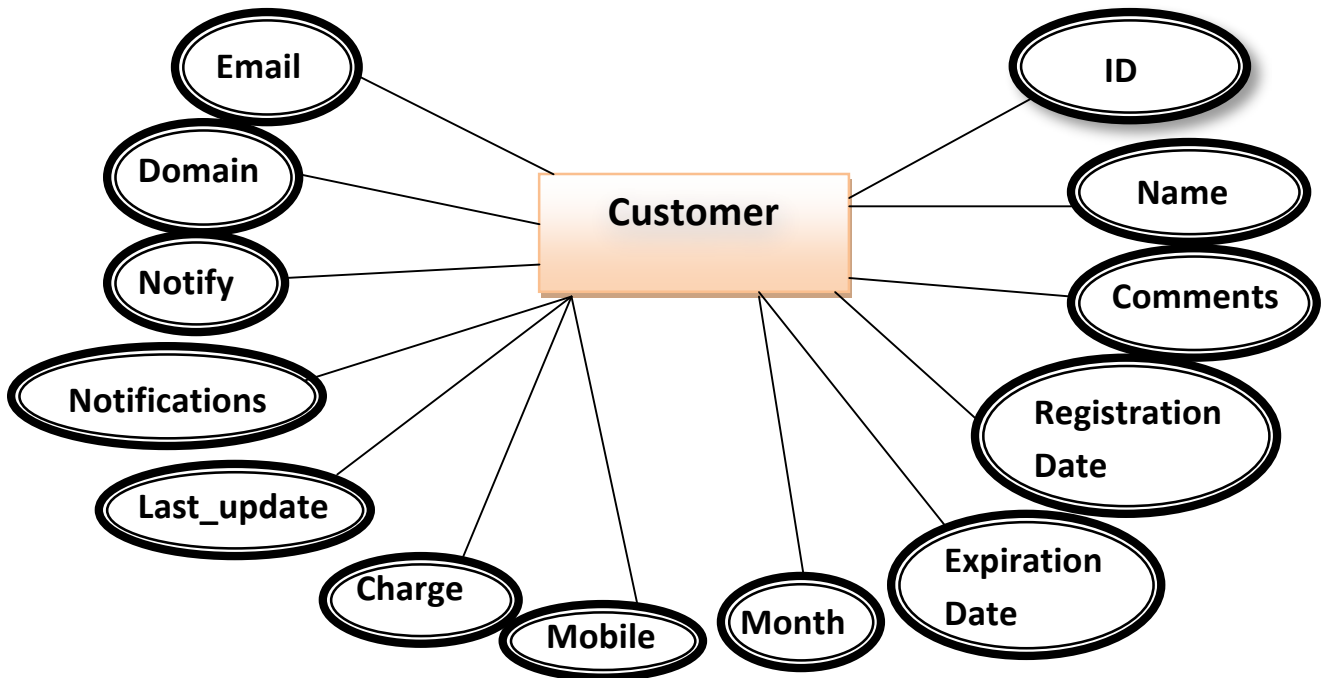 Email
ID
Domain
Name
Customer
Notify
Comments
Notifications
Registration
Date
Last_update
Expiration
Date
Charge
Mobile
Month